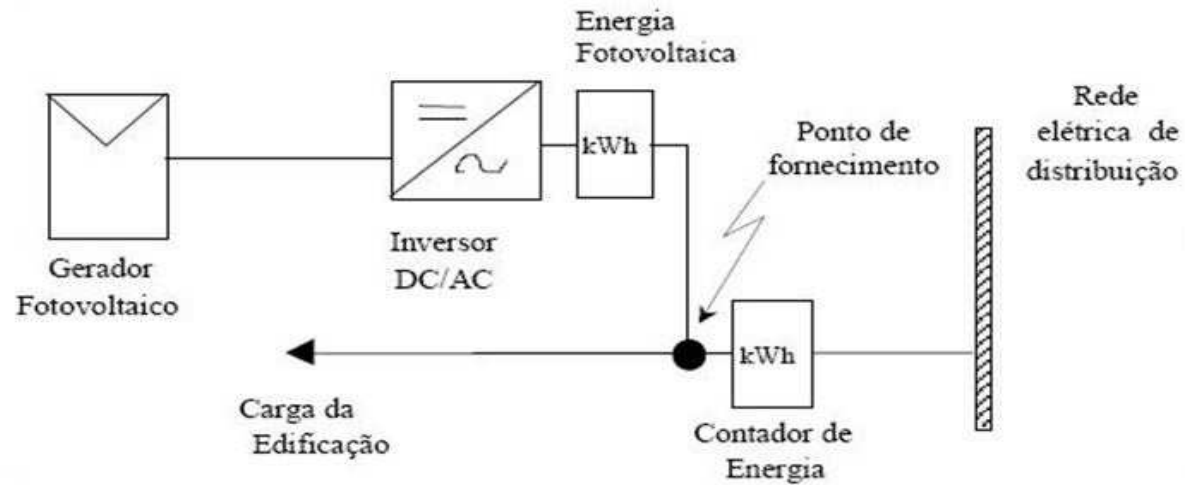 Energia
Fotovoltaica
kWh
Gerador
Fotovoltaico
Inversor
DC/AC
Ponto de
fornecimento
Rede
elétrica de
distribuição
kWh
Carga da
Edificação
Contador de
Energia